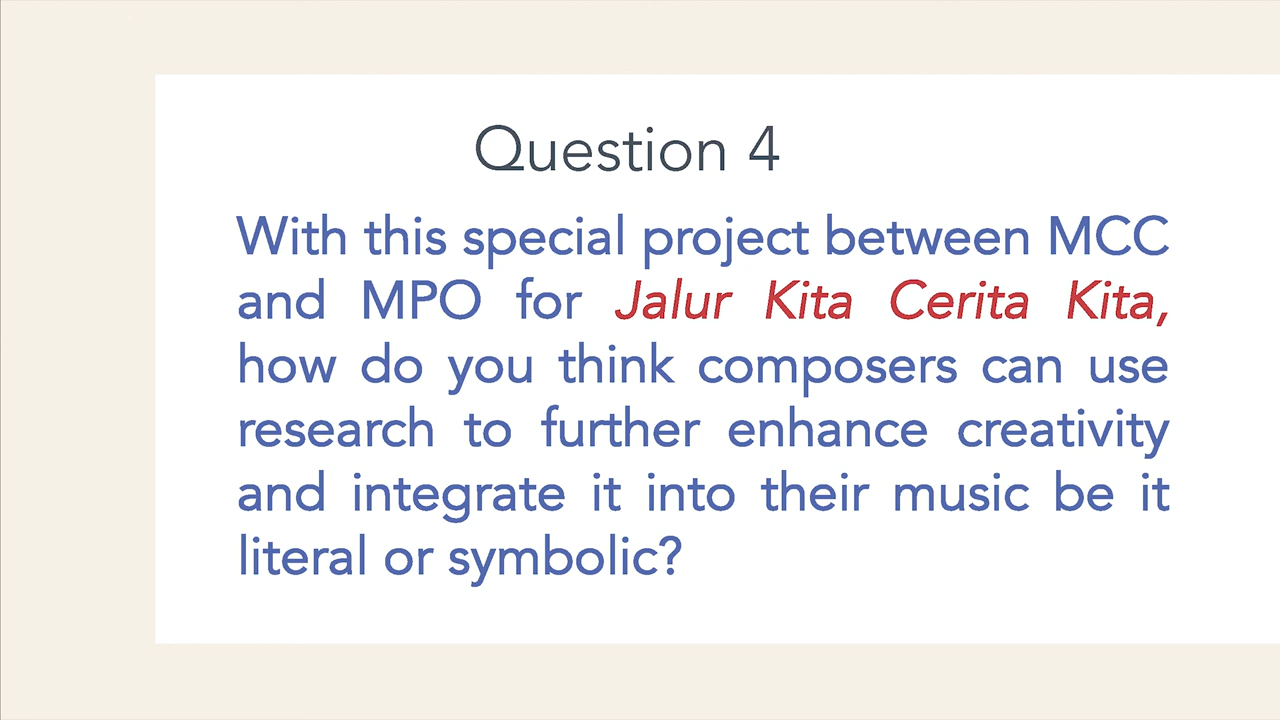 Question 4
With this special project between MCC
and MPO for Jalur Kita Cerita Kita,
how do you think composers can use
research to further enhance creativity
and integrate it into their music be it
literal or symbolic?